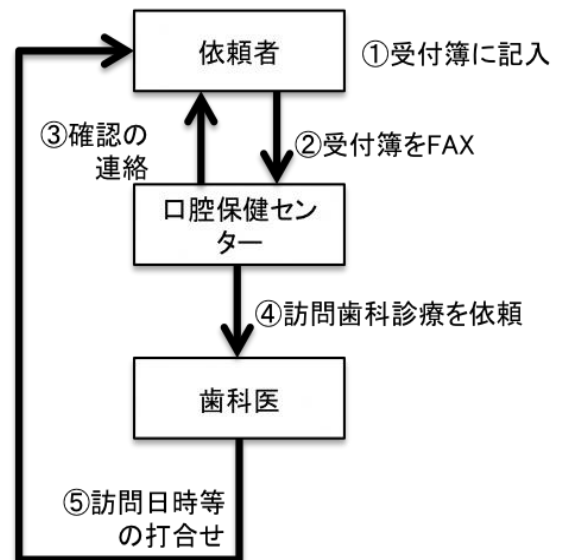 依頼者
①受付簿に記入
③確認の
連絡
②受付簿をFAX
口腔保健セン
ター
④訪問歯科診療を依頼
歯科医
⑤訪問日時等
の打合せ